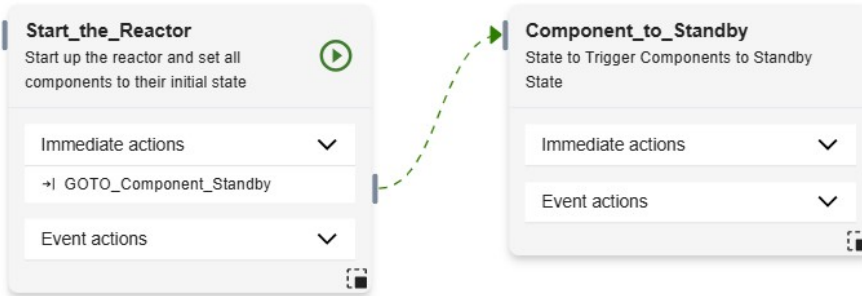 Start_the_Reactor
Start up the reactor and set all
components to their initial state
Immediate actions
GOTO_Component_Standby
Event actions
Component_to_Standby
State to Trigger Components to Standby
State
Immediate actions
Event actions